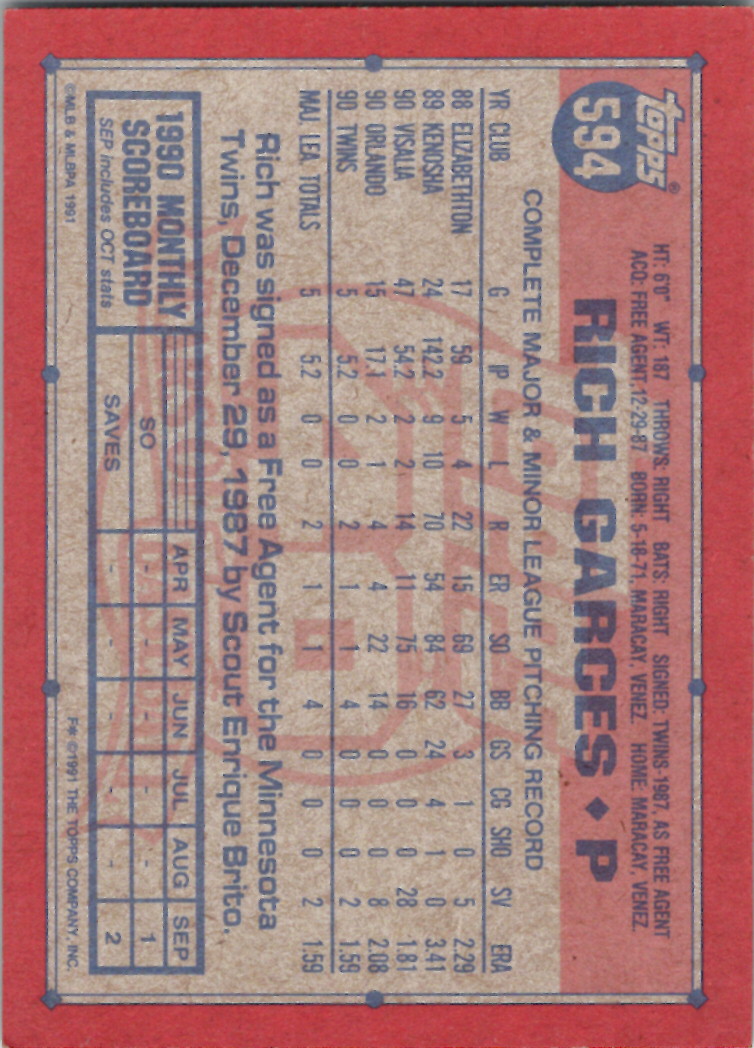 topps®
594
HT: 6'0" WT: 187 THROWS: RIGHT BATS: RIGHT SIGNED: TWINS-1987, AS FREE AGENT
ACQ: FREE AGENT, 12-29-87 BORN: 5-18-71, MARACAY, VENEZ. HOME: MARACAY, VENEZ.
RICH GARCES ♦ P
COMPLETE MAJOR & MINOR LEAGUE PITCHING RECORD
YR CLUB G IP W L R ER SO BB GS CG SHO SV ERA
88 ELIZABETHTON 17 59 5 4 22 15 69 27 3 1 0 5 2.29
89 KENOSHA 24 142.2 9 10 70 54 84 62 24 4 1 0 3.41
90 VISALIA 47 54.2 2 2 14 11 75 16 0 0 0 28 1.81
90 ORLANDO 15 17.1 2 1 4 4 22 14 0 0 0 8 2.08
90 TWINS 5 5.2 0 0 2 1 1 4 0 0 0 2 1.59
MAJ. LEA. TOTALS 5 5.2 0 0 2 1 1 4 0 0 0 2 1.59
Rich was signed as a Free Agent for the Minnesota
Twins, December 29, 1987 by Scout Enrique Brito.
1990 MONTHLY
SCOREBOARD
SEP includes OCT stats
APR MAY JUN JUL AUG SEP
SO - - - - - 1
SAVES - - - - - 2
©MLB & MLBPA 1991
F* ©1991 THE TOPPS COMPANY, INC.